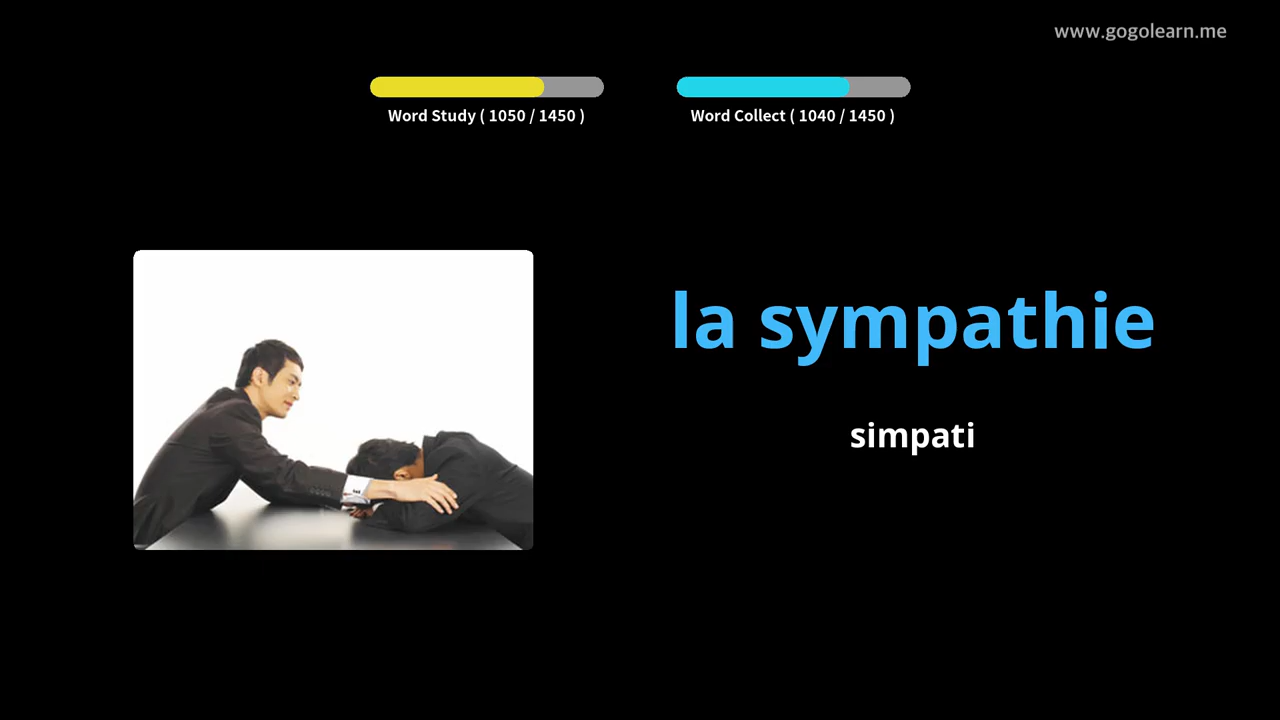 www.gogolearn.me
Word Study ( 1050 / 1450 )
Word Collect ( 1040 / 1450 )
la sympathie
simpati